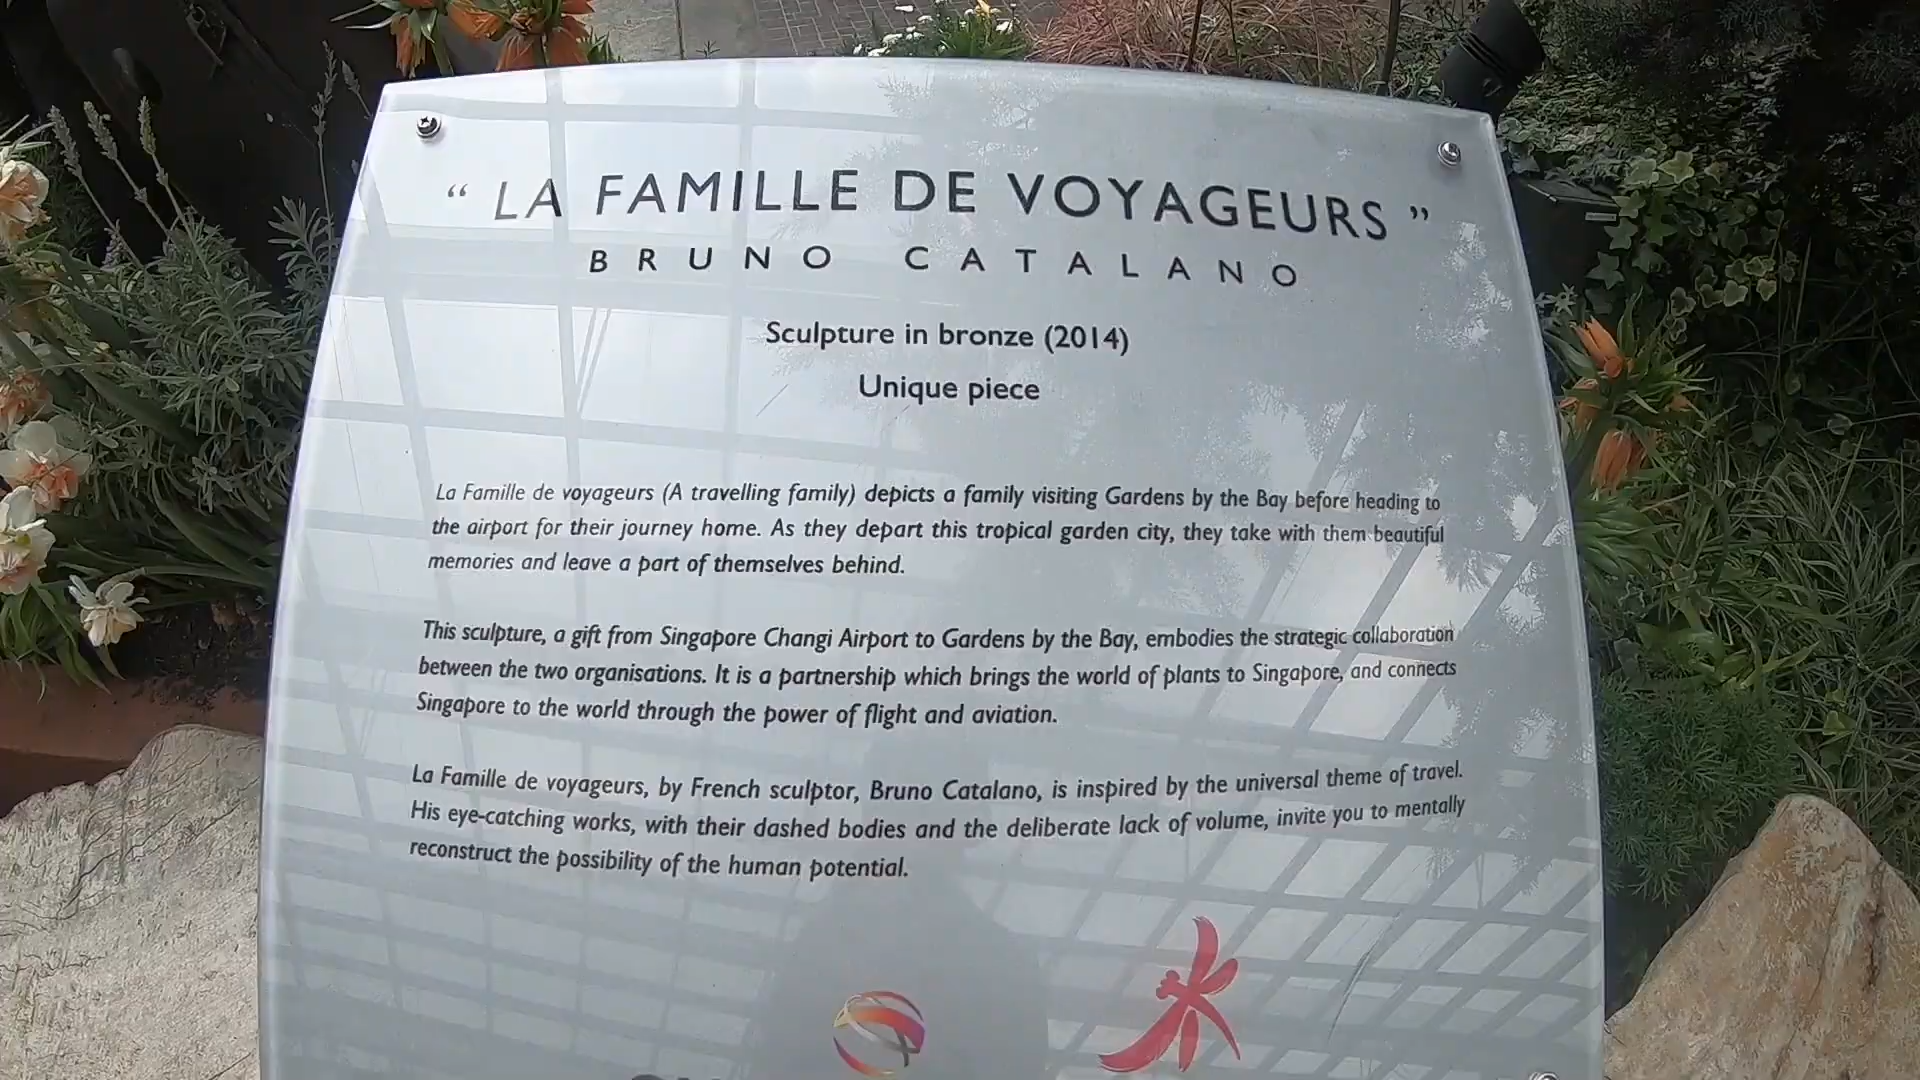 “ LA FAMILLE DE VOYAGEURS ”
BRUNO CATALANO
Sculpture in bronze (2014)
Unique piece
La Famille de voyageurs (A travelling family) depicts a family visiting Gardens by the Bay before heading to
the airport for their journey home. As they depart this tropical garden city, they take with them beautiful
memories and leave a part of themselves behind.
This sculpture, a gift from Singapore Changi Airport to Gardens by the Bay, embodies the strategic collaboration
between the two organisations. It is a partnership which brings the world of plants to Singapore, and connects
Singapore to the world through the power of flight and aviation.
La Famille de voyageurs, by French sculptor, Bruno Catalano, is inspired by the universal theme of travel.
His eye-catching works, with their dashed bodies and the deliberate lack of volume, invite you to mentally
reconstruct the possibility of the human potential.